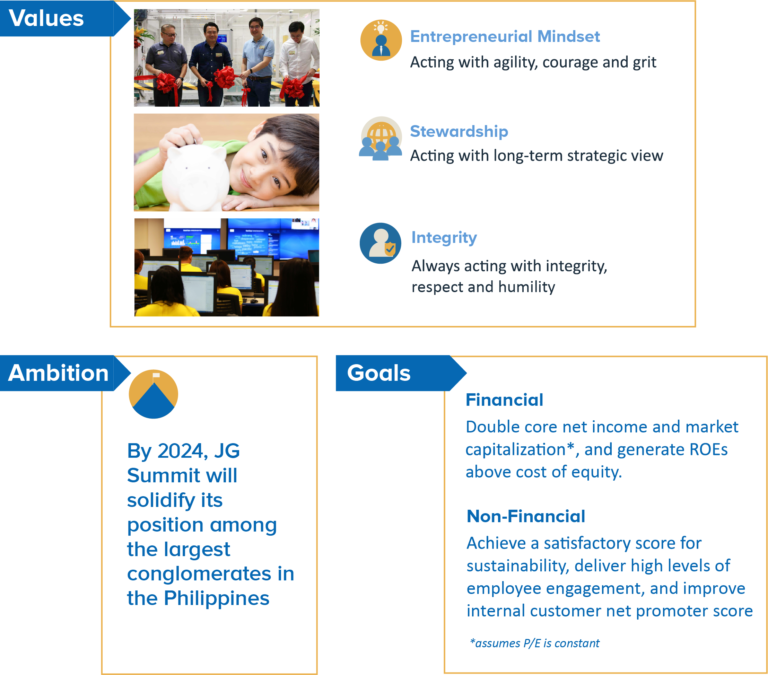 Values
Entrepreneurial Mindset
Acting with agility, courage and grit
Stewardship
Acting with long-term strategic view
Integrity
Always acting with integrity,
respect and humility
Ambition
By 2024, JG
Summit will
solidify its
position among
the largest
conglomerates in
the Philippines
Goals
Financial
Double core net income and market
capitalization*, and generate ROEs
above cost of equity.
Non-Financial
Achieve a satisfactory score for
sustainability, deliver high levels of
employee engagement, and improve
internal customer net promoter score
*assumes P/E is constant